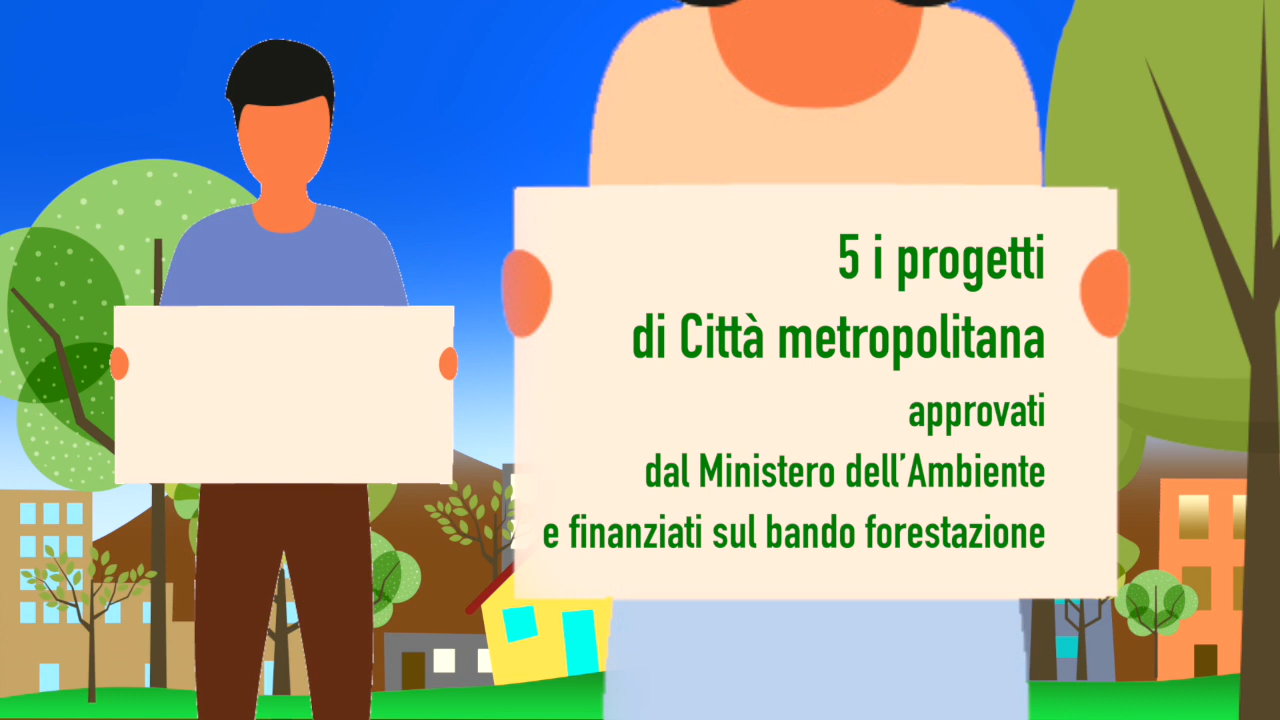 5 i progetti
di Città metropolitana
approvati
dal Ministero dell’Ambiente
e finanziati sul bando forestazione